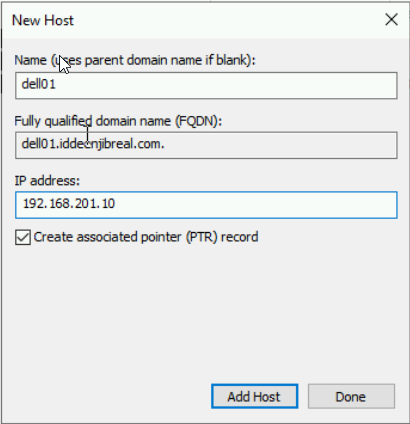 New Host
Name (uses parent domain name if blank):
dell01
Fully qualified domain name (FQDN):
dell01.iddeenjibreal.com.
IP address:
192.168.201.10
Create associated pointer (PTR) record
Add Host
Done